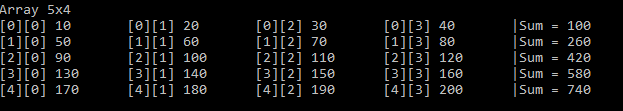 Array 5x4
[0][0] 10 [0][1] 20 [0][2] 30 [0][3] 40 |Sum = 100
[1][0] 50 [1][1] 60 [1][2] 70 [1][3] 80 |Sum = 260
[2][0] 90 [2][1] 100 [2][2] 110 [2][3] 120 |Sum = 420
[3][0] 130 [3][1] 140 [3][2] 150 [3][3] 160 |Sum = 580
[4][0] 170 [4][1] 180 [4][2] 190 [4][3] 200 |Sum = 740